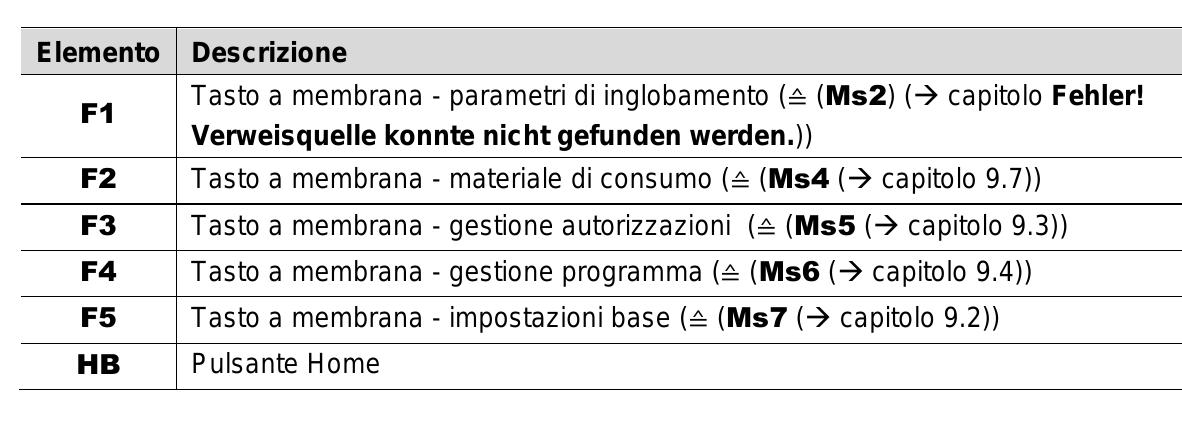 Elemento Descrizione
F1 Tasto a membrana - parametri di inglobamento (≙ (Ms2) (→ capitolo Fehler!
Verweisquelle konnte nicht gefunden werden.))
F2 Tasto a membrana - materiale di consumo (≙ (Ms4 (→ capitolo 9.7))
F3 Tasto a membrana - gestione autorizzazioni (≙ (Ms5 (→ capitolo 9.3))
F4 Tasto a membrana - gestione programma (≙ (Ms6 (→ capitolo 9.4))
F5 Tasto a membrana - impostazioni base (≙ (Ms7 (→ capitolo 9.2))
HB Pulsante Home